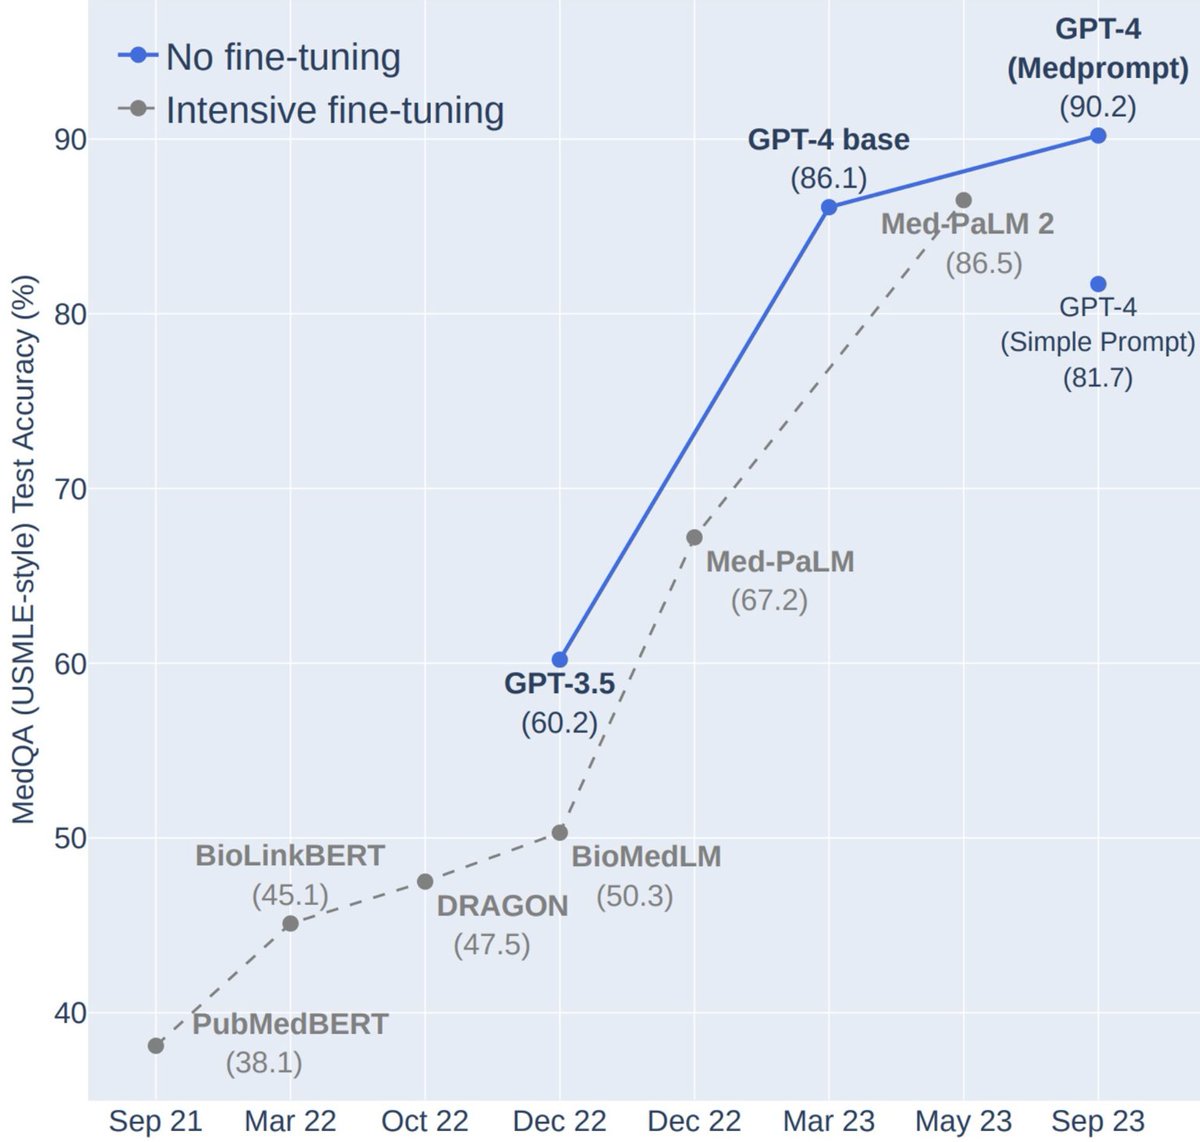 No fine-tuning
Intensive fine-tuning
GPT-4
(Medprompt)
(90.2)
GPT-4 base
(86.1)
Med-PaLM 2
(86.5)
GPT-4
(Simple Prompt)
(81.7)
Med-PaLM
(67.2)
GPT-3.5
(60.2)
BioLinkBERT
(45.1)
BioMedLM
(50.3)
DRAGON
(47.5)
PubMedBERT
(38.1)
MedQA (USMLE-style) Test Accuracy (%)
90
80
70
60
50
40
Sep 21 Mar 22 Oct 22 Dec 22 Dec 22 Mar 23 May 23 Sep 23